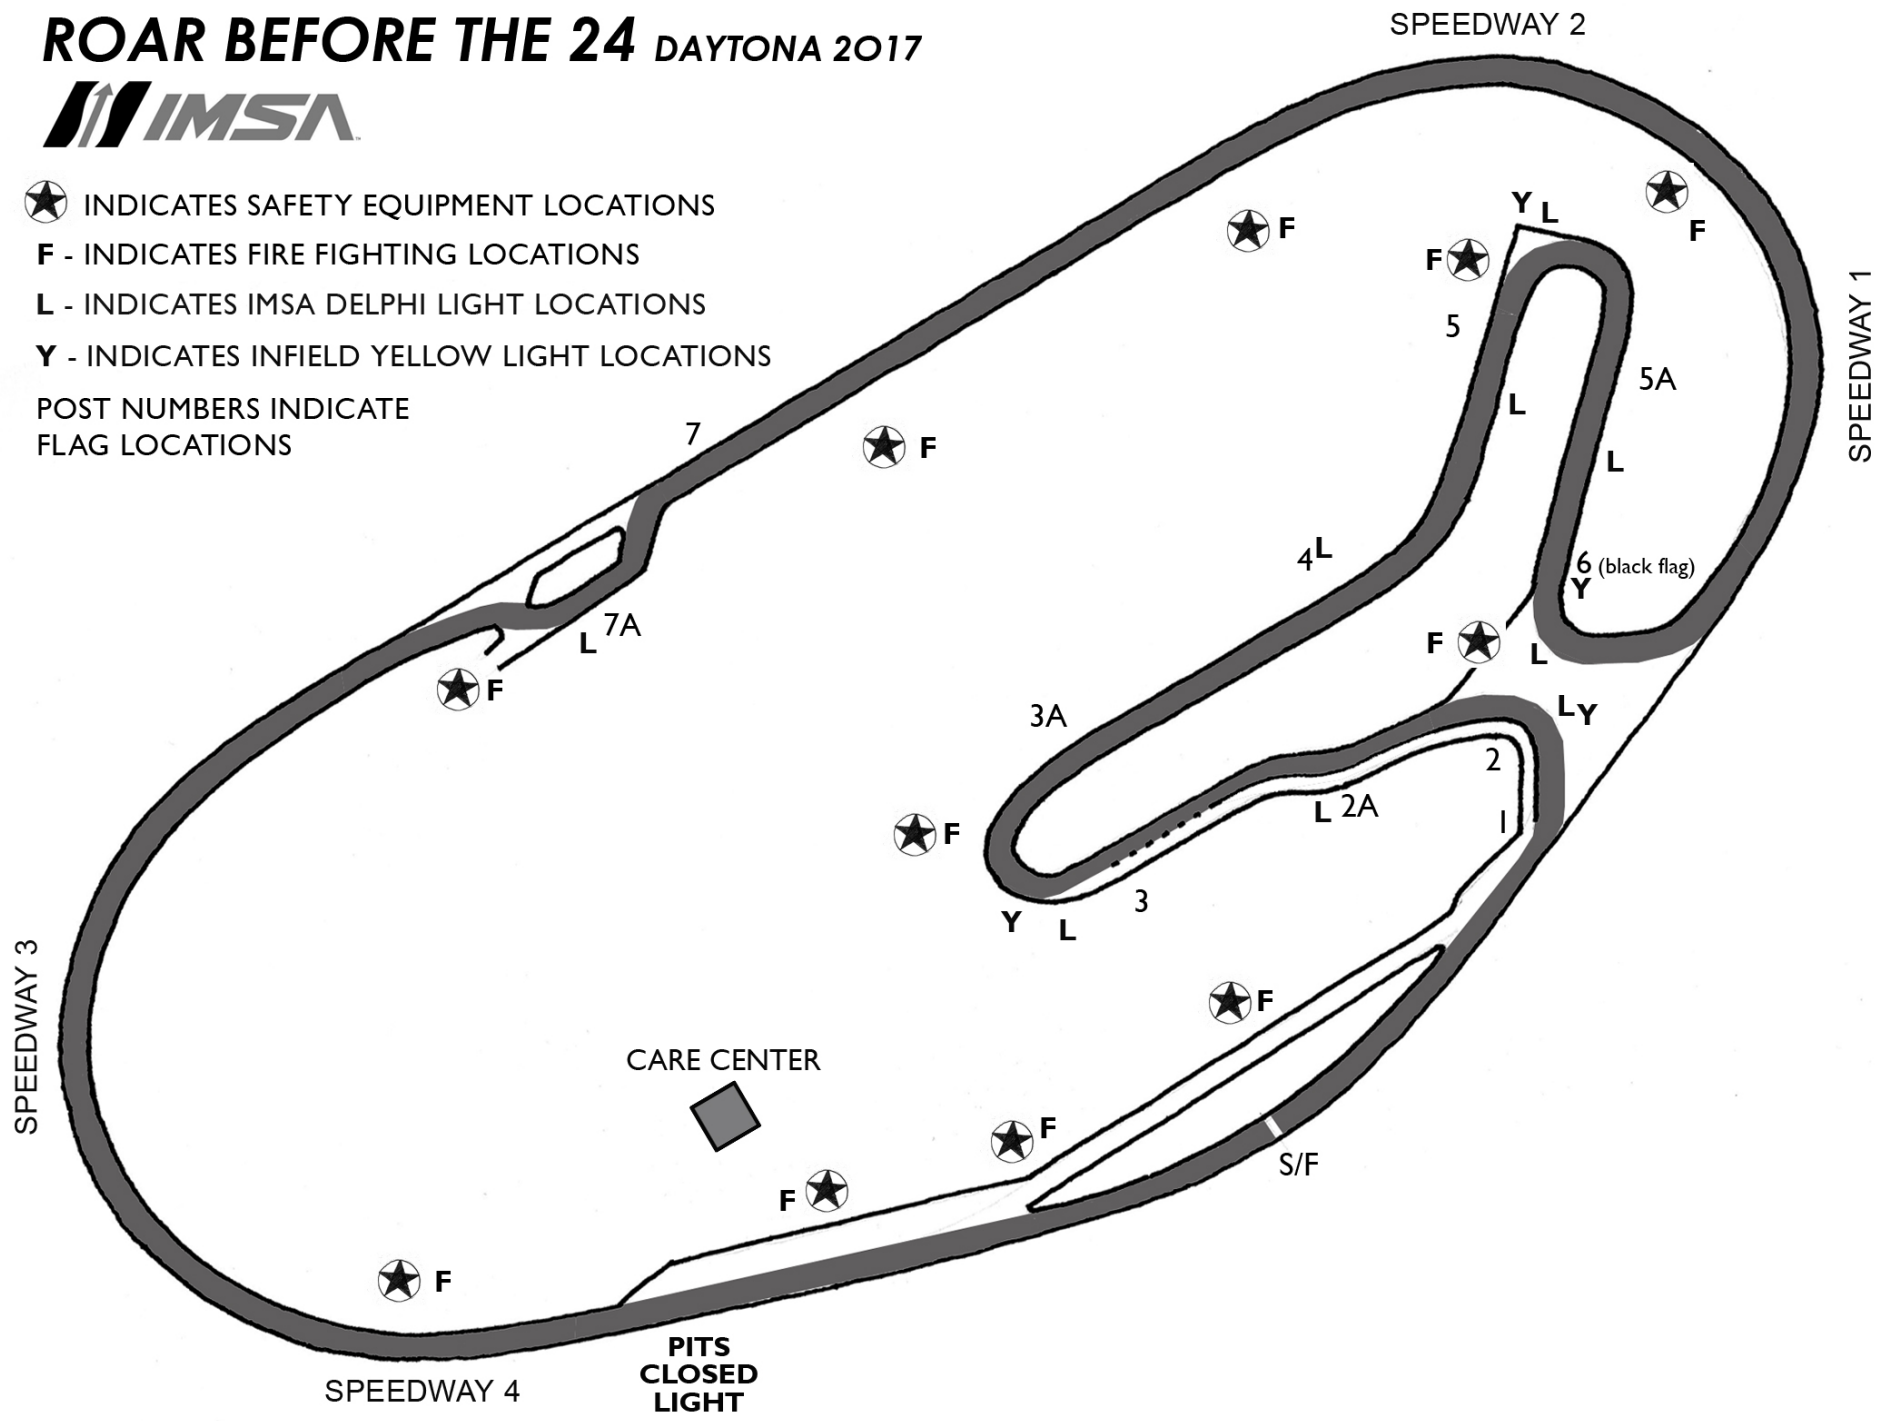 ROAR BEFORE THE 24 DAYTONA 2017
IMSA
INDICATES SAFETY EQUIPMENT LOCATIONS
F - INDICATES FIRE FIGHTING LOCATIONS
L - INDICATES IMSA DELPHI LIGHT LOCATIONS
Y - INDICATES INFIELD YELLOW LIGHT LOCATIONS
POST NUMBERS INDICATE
FLAG LOCATIONS
SPEEDWAY 2
SPEEDWAY 1
Y L
F
F
F
5
5A
L
L
7
F
4 L
6 (black flag)
Y
7A
L
F
F
L
L Y
3A
2
L 2A
1
F
3
Y L
F
SPEEDWAY 3
CARE CENTER
F
S/F
F
F
PITS
CLOSED
LIGHT
SPEEDWAY 4